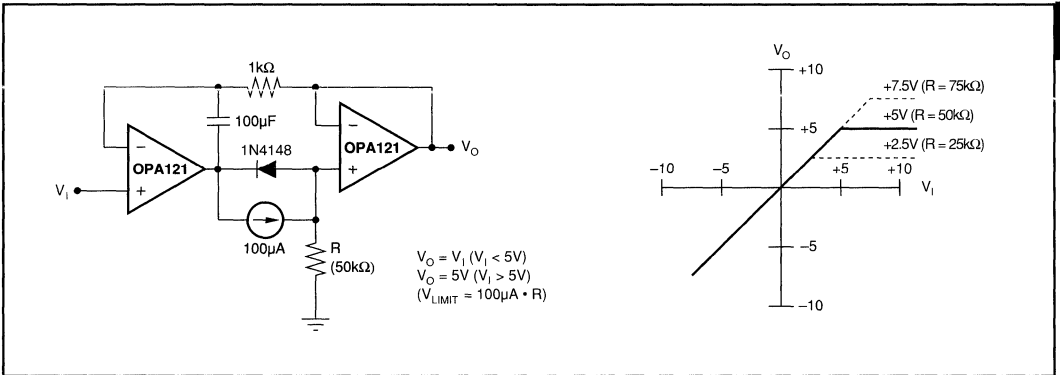 1kΩ
100µF
1N4148
−
OPA121
+
V_I
−
OPA121
+
V_O
100µA
R
(50kΩ)
V_O = V_I (V_I < 5V)
V_O = 5V (V_I > 5V)
(V_LIMIT = 100µA • R)
V_O
+10
+7.5V (R = 75kΩ)
+5
+5V (R = 50kΩ)
+2.5V (R = 25kΩ)
−10
−5
+5
+10
V_I
−5
−10